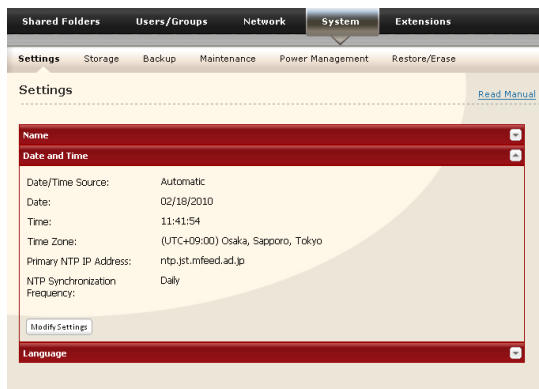 Shared Folders Users/Groups Network System Extensions
Settings Storage Backup Maintenance Power Management Restore/Erase
Settings
Read Manual
Name
Date and Time
Date/Time Source: Automatic
Date: 02/18/2010
Time: 11:41:54
Time Zone: (UTC+09:00) Osaka, Sapporo, Tokyo
Primary NTP IP Address: ntp.jst.mfeed.ad.jp
NTP Synchronization Daily
Frequency:
Modify Settings
Language